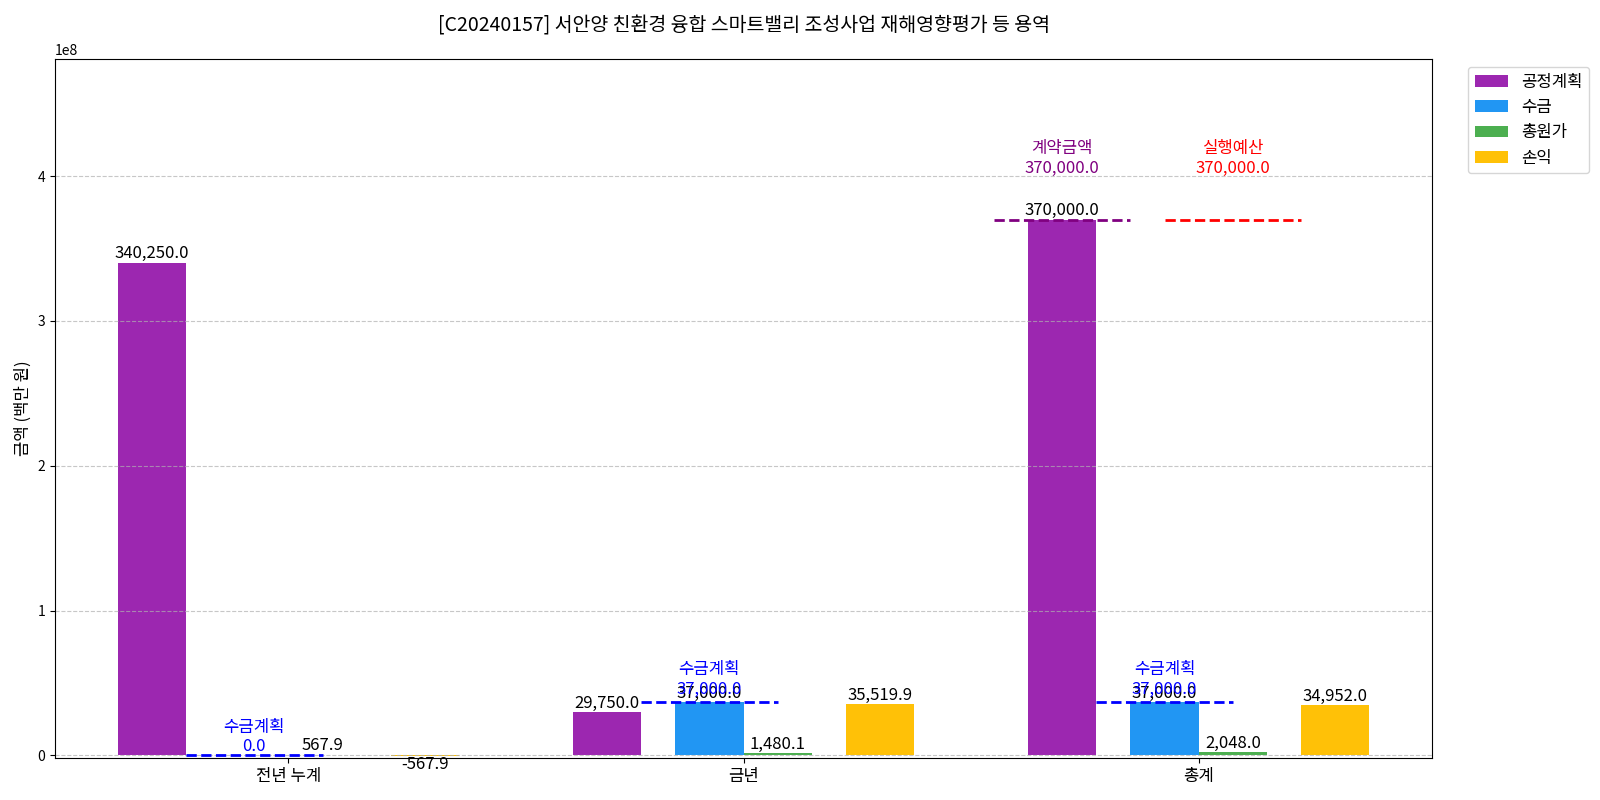 [C20240157] 서안양 친환경 융합 스마트밸리 조성사업 재해영향평가 등 용역
1e8
금액 (백만 원)
4
3
2
1
0
공정계획
수금
총원가
손익
계약금액
370,000.0
실행예산
370,000.0
370,000.0
340,250.0
수금계획
0.0
567.9
-567.9
29,750.0
수금계획
37,000.0
37,000.0
1,480.1
35,519.9
수금계획
37,000.0
37,000.0
2,048.0
34,952.0
전년 누계
금년
총계